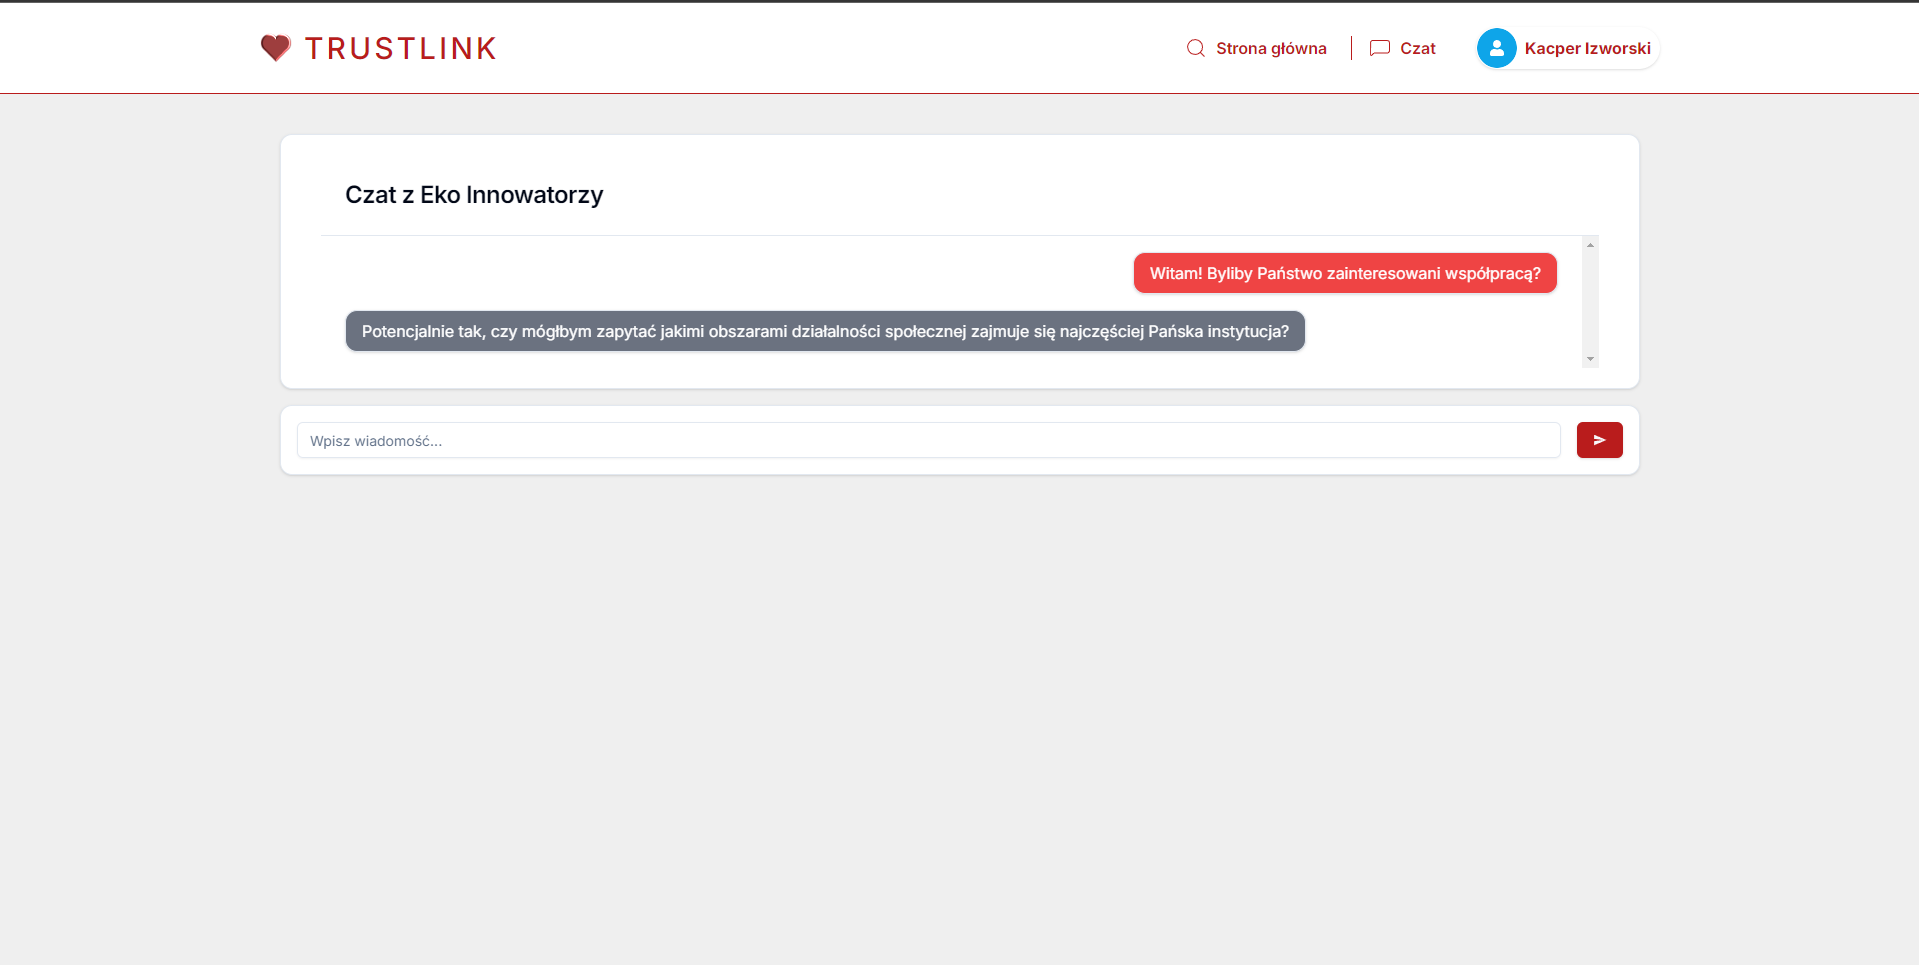 TRUSTLINK
Strona główna
Czat
Kacper Izworski
Czat z Eko Innowatorzy
Witam! Byliby Państwo zainteresowani współpracą?
Potencjalnie tak, czy mógłbym zapytać jakimi obszarami działalności społecznej zajmuje się najczęściej Pańska instytucja?
Wpisz wiadomość...